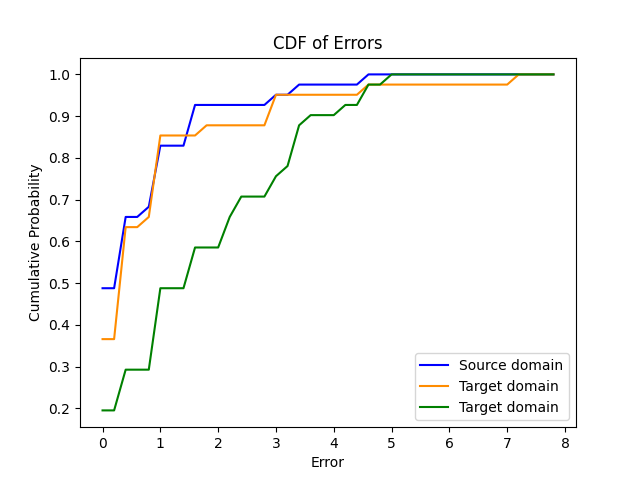 CDF of Errors
Cumulative Probability
1.0
0.9
0.8
0.7
0.6
0.5
0.4
0.3
0.2
0 1 2 3 4 5 6 7 8
Error
Source domain
Target domain
Target domain